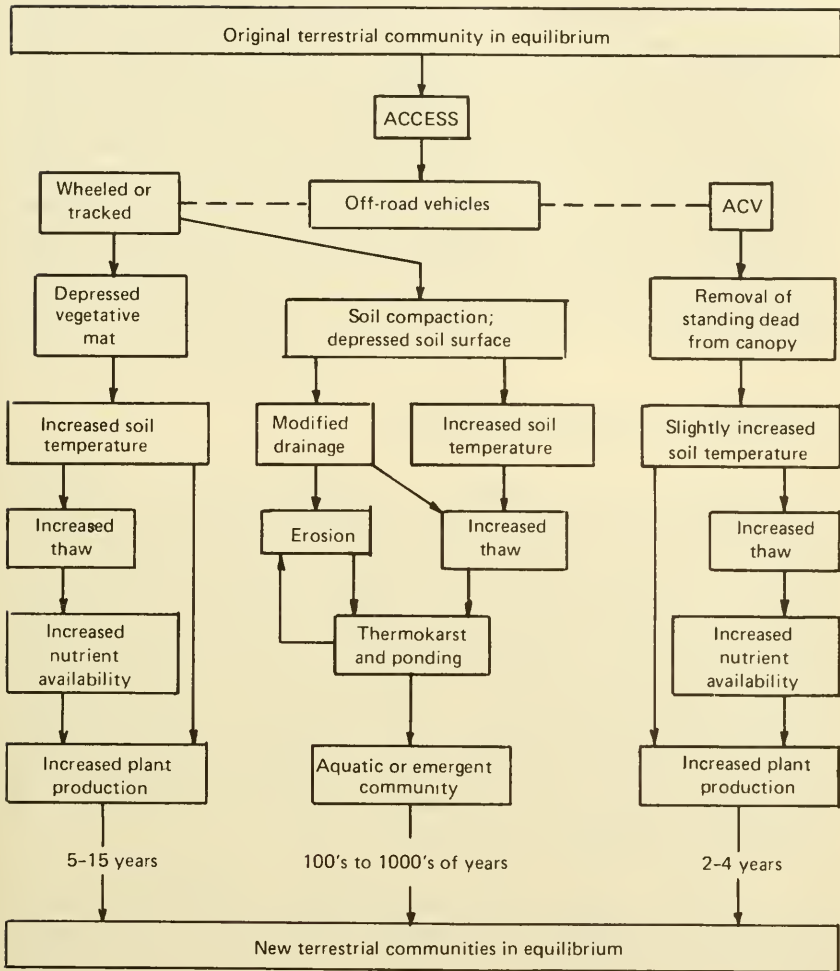 Original terrestrial community in equilibrium
ACCESS
Wheeled or
tracked
Off-road vehicles
ACV
Depressed
vegetative
mat
Soil compaction;
depressed soil surface
Removal of
standing dead
from canopy
Increased soil
temperature
Modified
drainage
Increased soil
temperature
Slightly increased
soil temperature
Increased
thaw
Erosion
Increased
thaw
Increased
thaw
Increased
nutrient
availability
Thermokarst
and ponding
Increased
nutrient
availability
Increased plant
production
Aquatic or emergent
community
Increased plant
production
5-15 years
100's to 1000's of years
2-4 years
New terrestrial communities in equilibrium